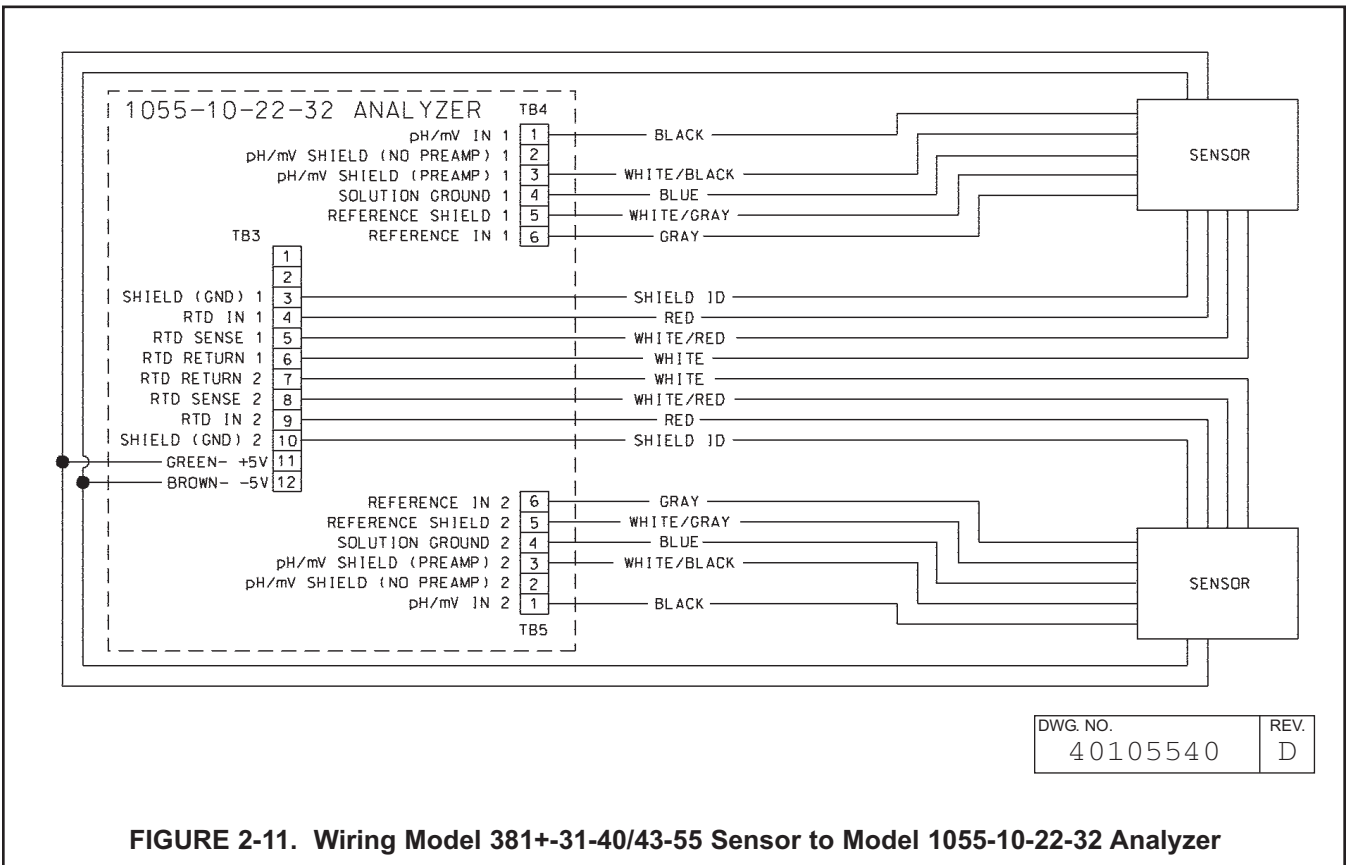 1055-10-22-32 ANALYZER TB4
pH/mV IN 1 1 BLACK
pH/mV SHIELD (NO PREAMP) 1 2
pH/mV SHIELD (PREAMP) 1 3 WHITE/BLACK
SOLUTION GROUND 1 4 BLUE
REFERENCE SHIELD 1 5 WHITE/GRAY
REFERENCE IN 1 6 GRAY
SENSOR
TB3
1
2
SHIELD (GND) 1 3 SHIELD ID
RTD IN 1 4 RED
RTD SENSE 1 5 WHITE/RED
RTD RETURN 1 6 WHITE
RTD RETURN 2 7 WHITE
RTD SENSE 2 8 WHITE/RED
RTD IN 2 9 RED
SHIELD (GND) 2 10 SHIELD ID
GREEN- +5V 11
BROWN- -5V 12
REFERENCE IN 2 6 GRAY
REFERENCE SHIELD 2 5 WHITE/GRAY
SOLUTION GROUND 2 4 BLUE
pH/mV SHIELD (PREAMP) 2 3 WHITE/BLACK
pH/mV SHIELD (NO PREAMP) 2 2
pH/mV IN 2 1 BLACK
TB5
SENSOR
DWG. NO. REV.
40105540 D
FIGURE 2-11. Wiring Model 381+-31-40/43-55 Sensor to Model 1055-10-22-32 Analyzer